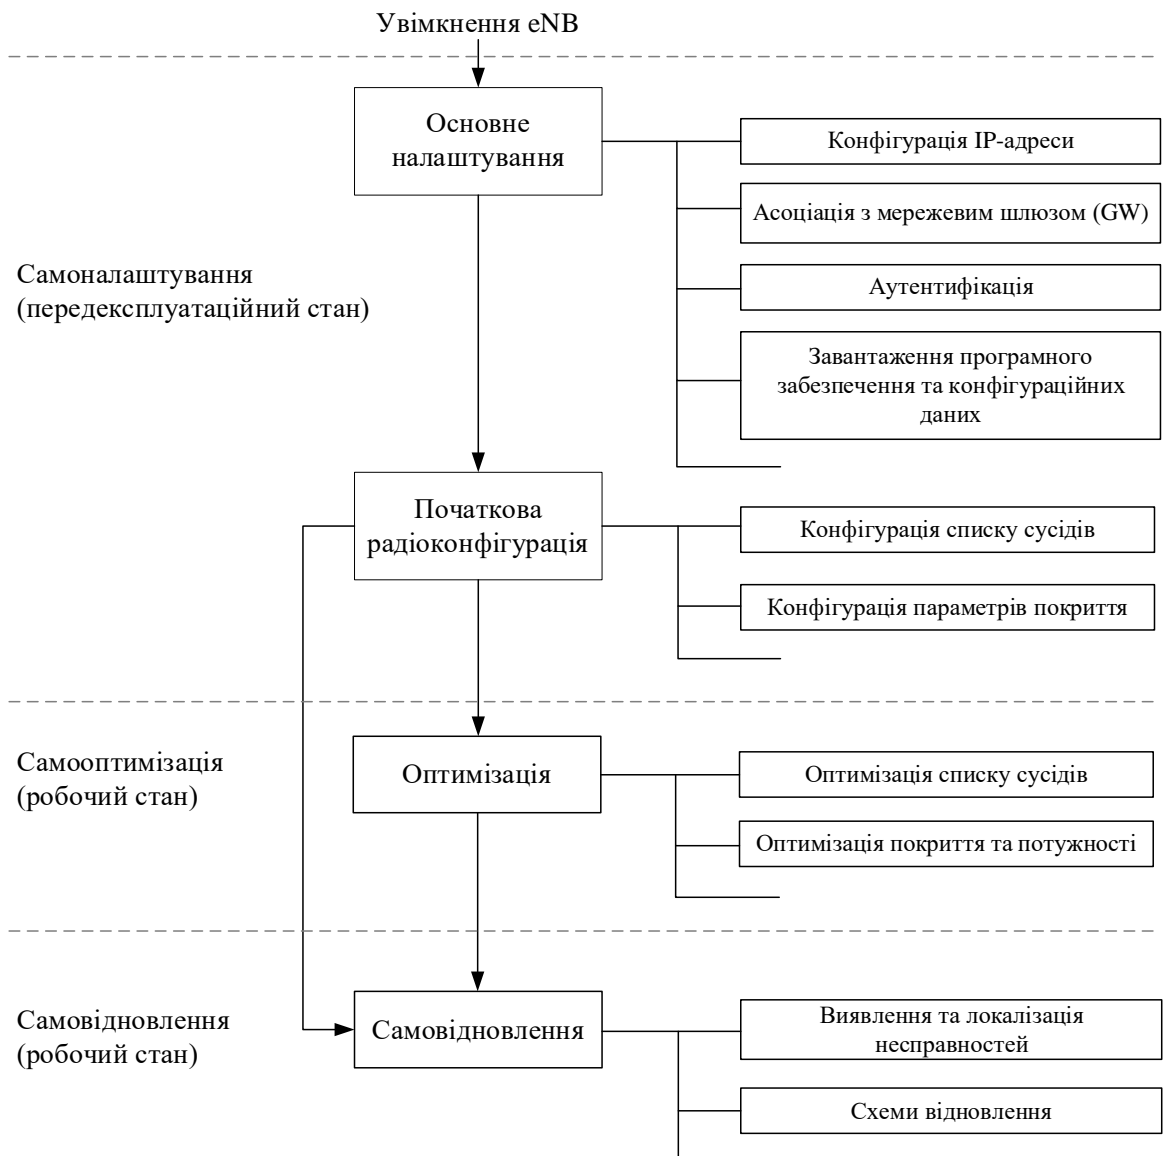 Увімкнення eNB
Основне
налаштування
Конфігурація IP-адреси
Асоціація з мережевим шлюзом (GW)
Аутентифікація
Завантаження програмного
забезпечення та конфігураційних
даних
Самоналаштування
(передексплуатаційний стан)
Початкова
радіоконфігурація
Конфігурація списку сусідів
Конфігурація параметрів покриття
Самооптимізація
(робочий стан)
Оптимізація
Оптимізація списку сусідів
Оптимізація покриття та потужності
Самовідновлення
(робочий стан)
Самовідновлення
Виявлення та локалізація
несправностей
Схеми відновлення